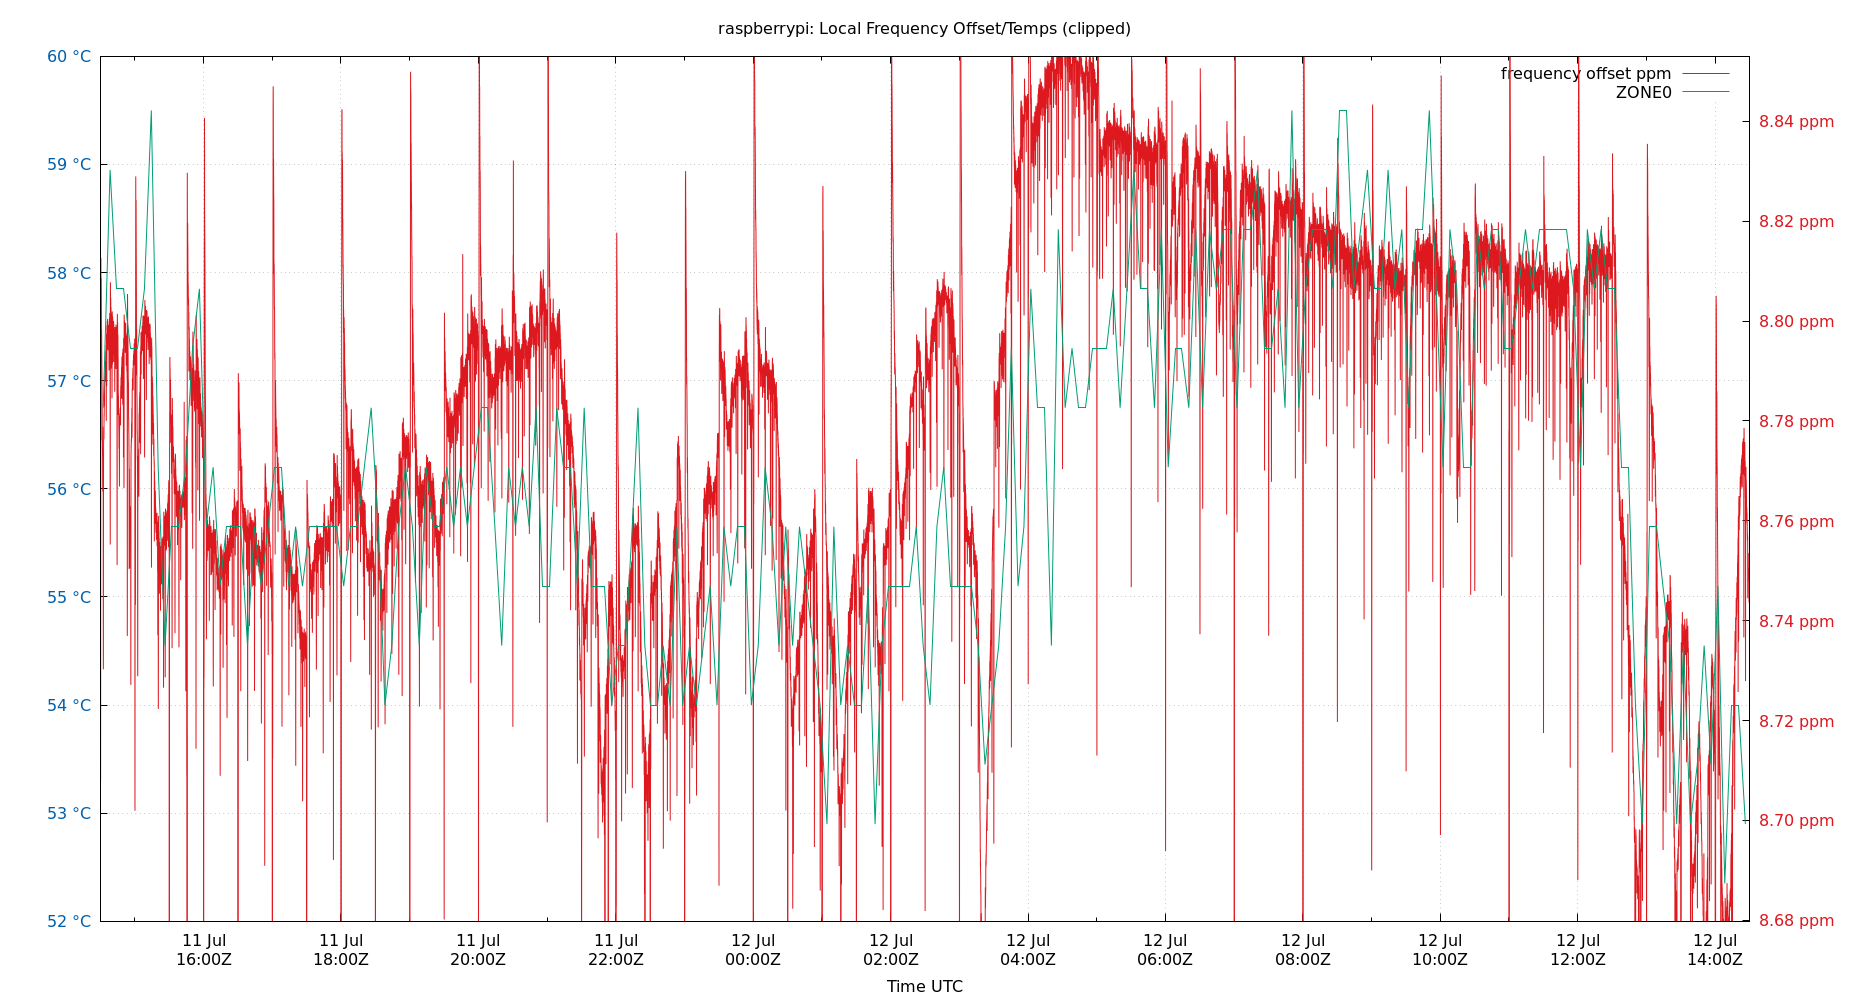 raspberrypi: Local Frequency Offset/Temps (clipped)
frequency offset ppm
ZONE0
60 °C
59 °C
58 °C
57 °C
56 °C
55 °C
54 °C
53 °C
52 °C
8.84 ppm
8.82 ppm
8.80 ppm
8.78 ppm
8.76 ppm
8.74 ppm
8.72 ppm
8.70 ppm
8.68 ppm
11 Jul 11 Jul 11 Jul 11 Jul 12 Jul 12 Jul 12 Jul 12 Jul 12 Jul 12 Jul 12 Jul 12 Jul
16:00Z 18:00Z 20:00Z 22:00Z 00:00Z 02:00Z 04:00Z 06:00Z 08:00Z 10:00Z 12:00Z 14:00Z
Time UTC